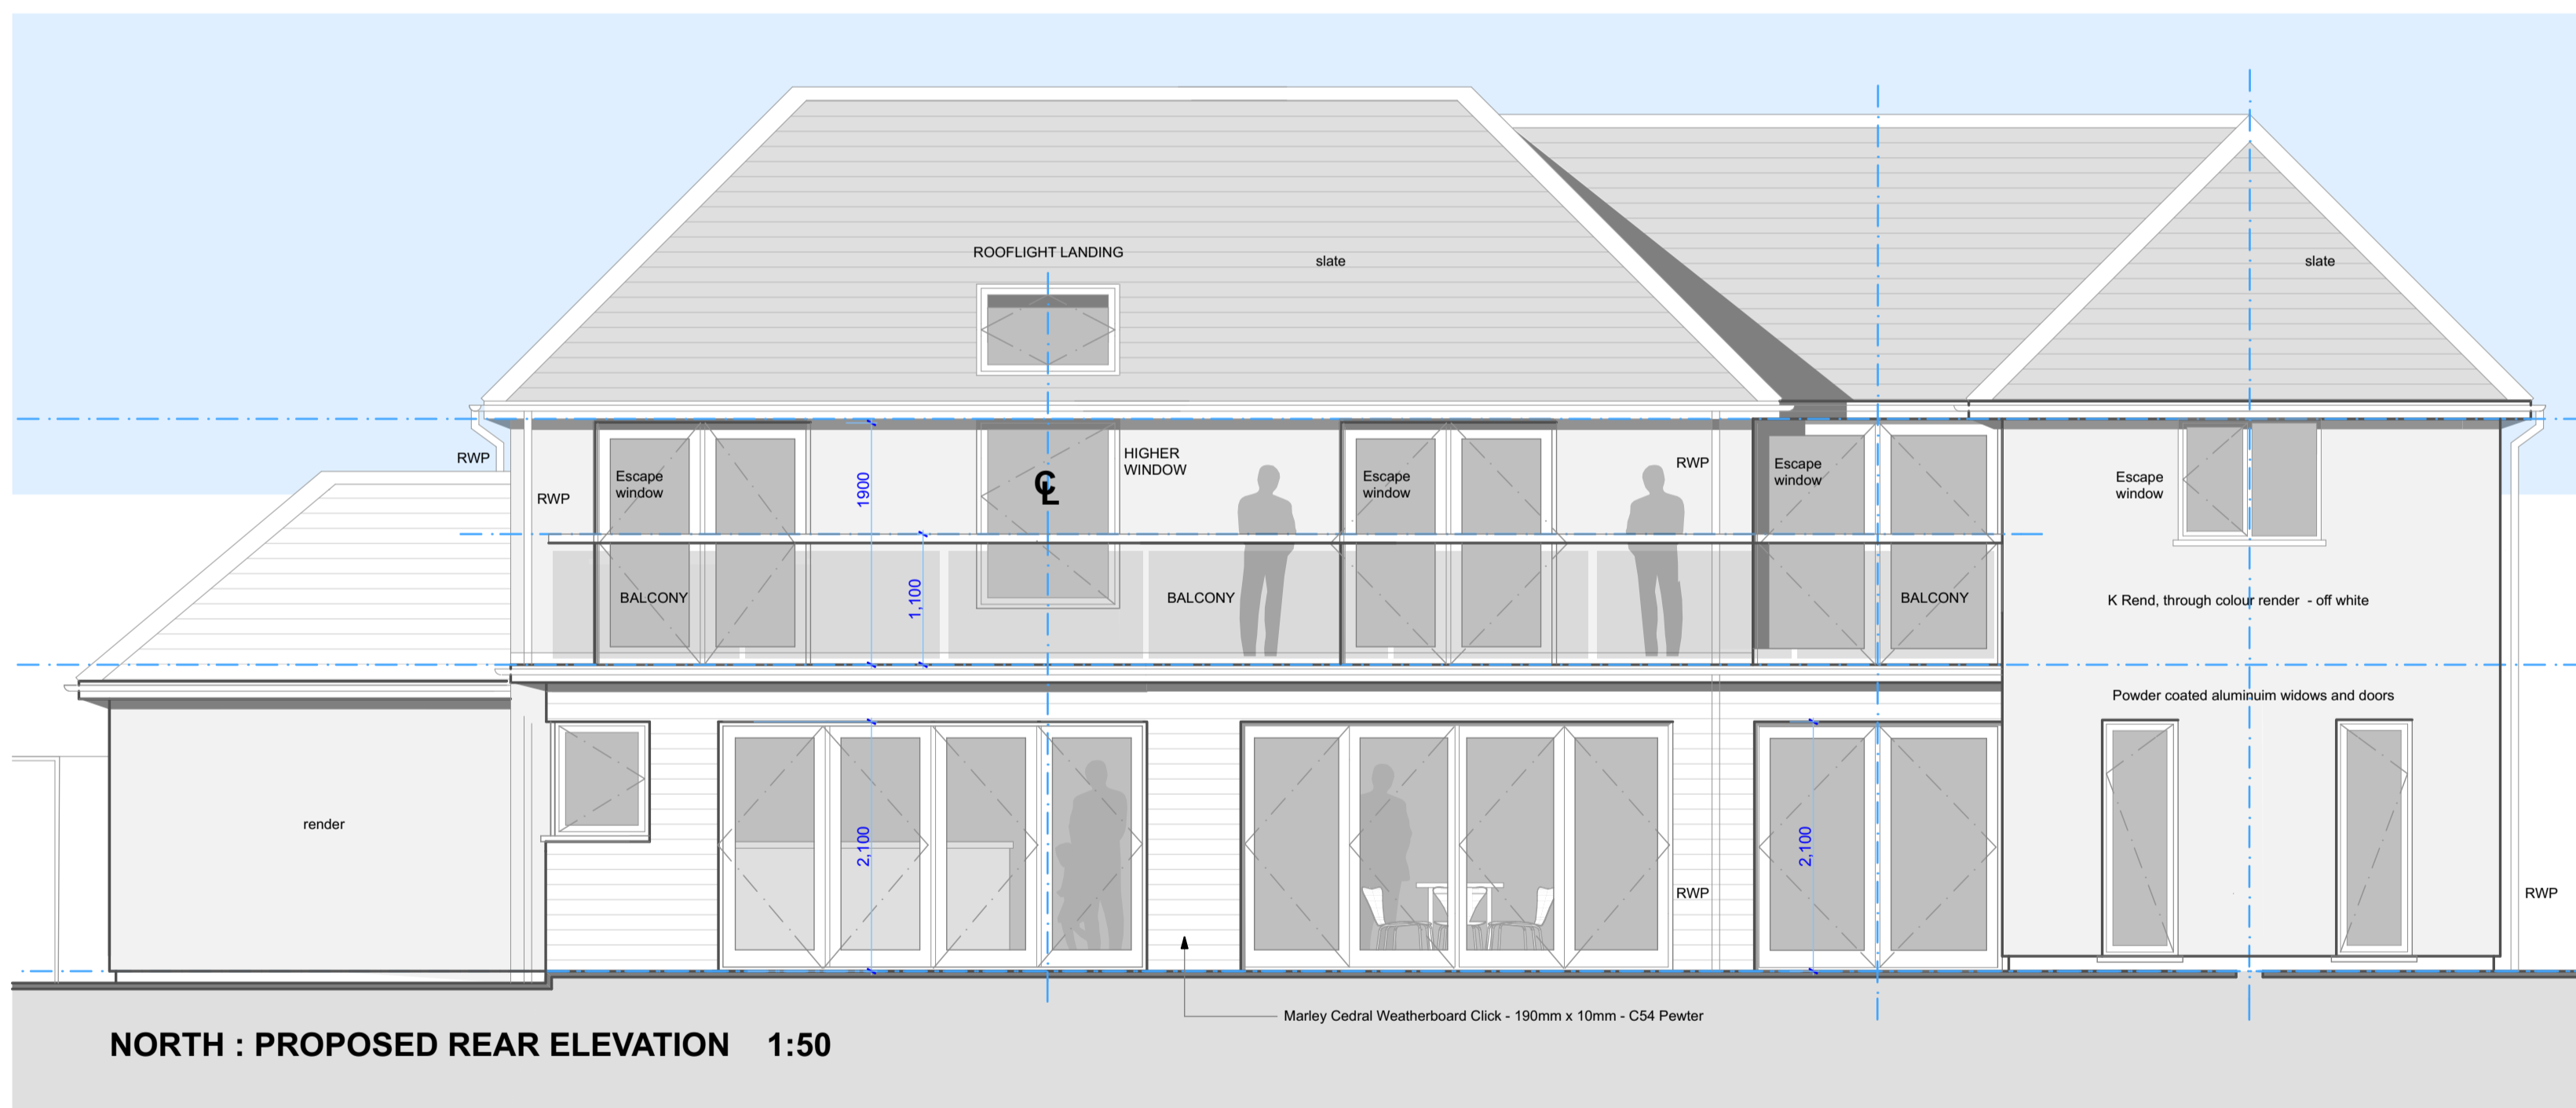 ROOFLIGHT LANDING
slate
slate
RWP
RWP
Escape
window
1900
HIGHER
WINDOW
℄
Escape
window
RWP
Escape
window
Escape
window
BALCONY
1,100
BALCONY
BALCONY
K Rend, through colour render - off white
Powder coated aluminuim widows and doors
render
2,100
2,100
RWP
RWP
Marley Cedral Weatherboard Click - 190mm x 10mm - C54 Pewter
NORTH : PROPOSED REAR ELEVATION 1:50